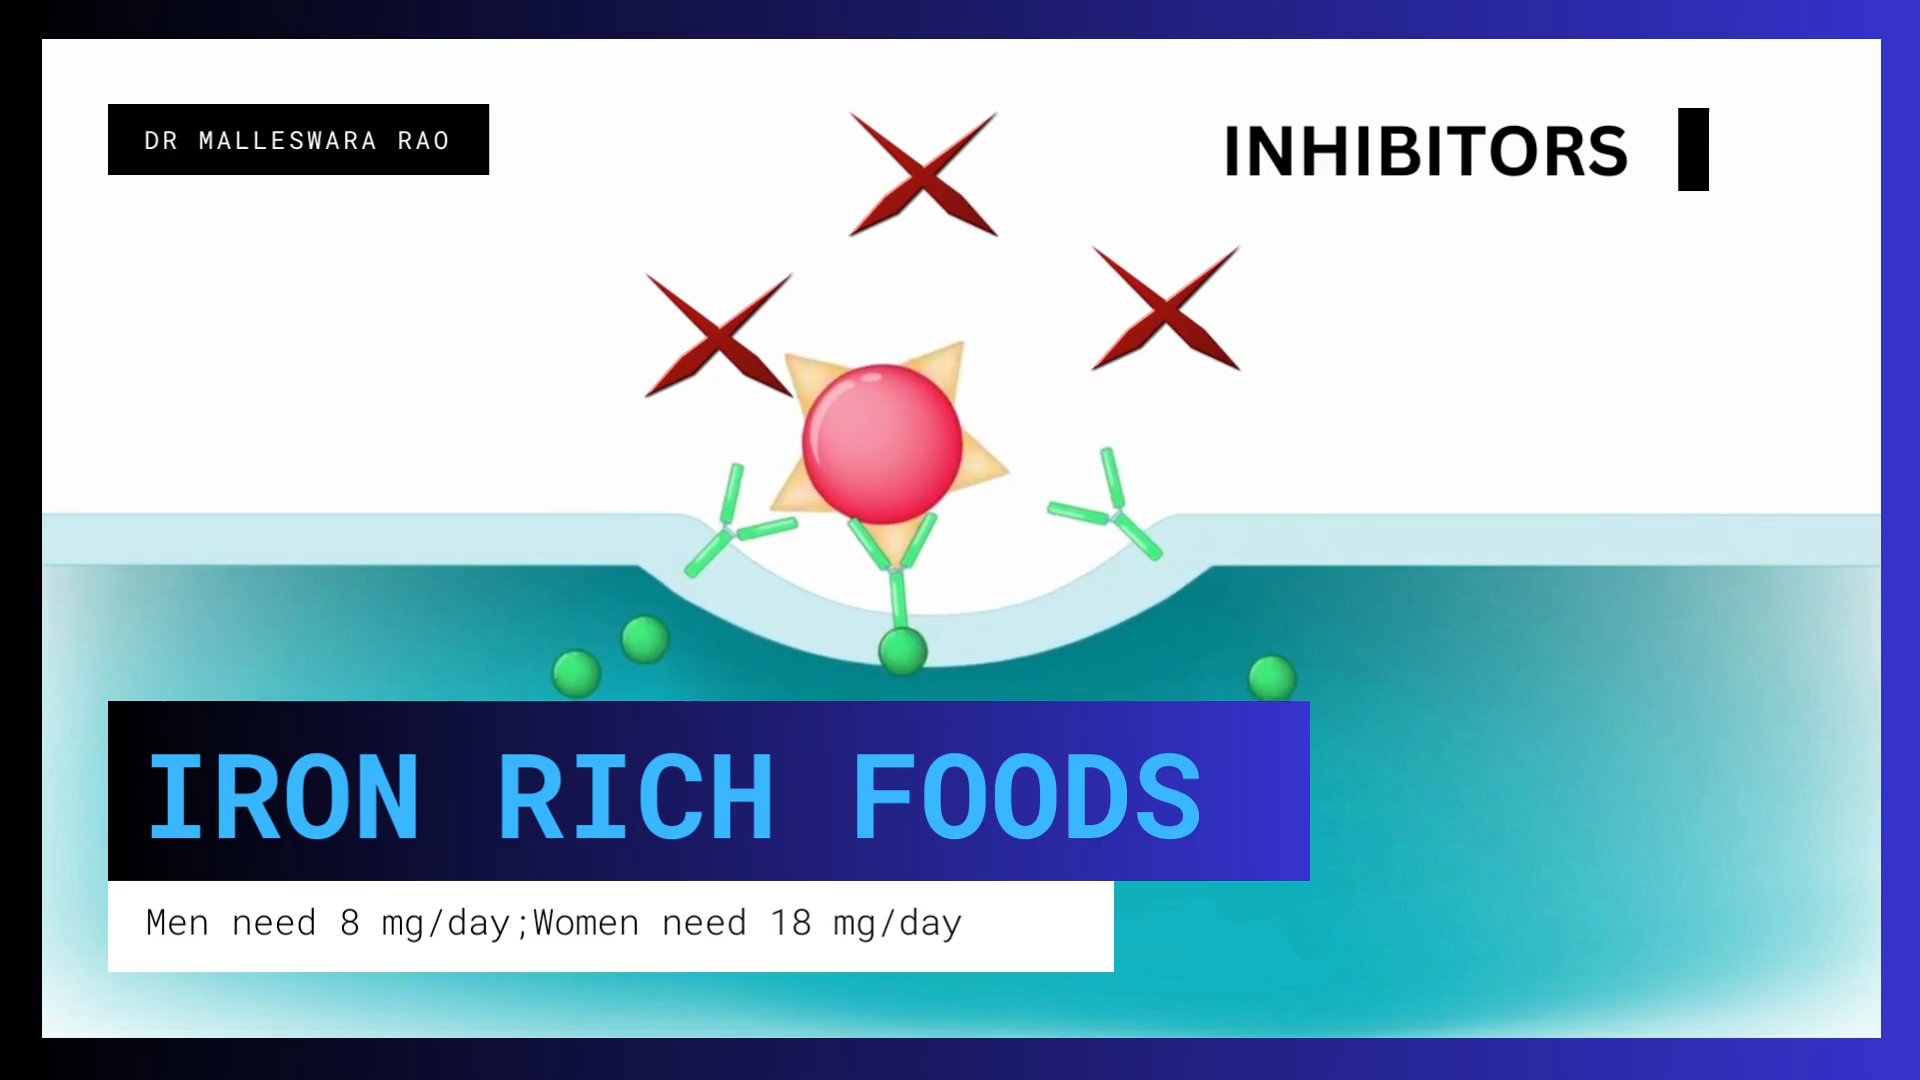 DR MALLESWARA RAO
INHIBITORS
IRON RICH FOODS
Men need 8 mg/day;Women need 18 mg/day